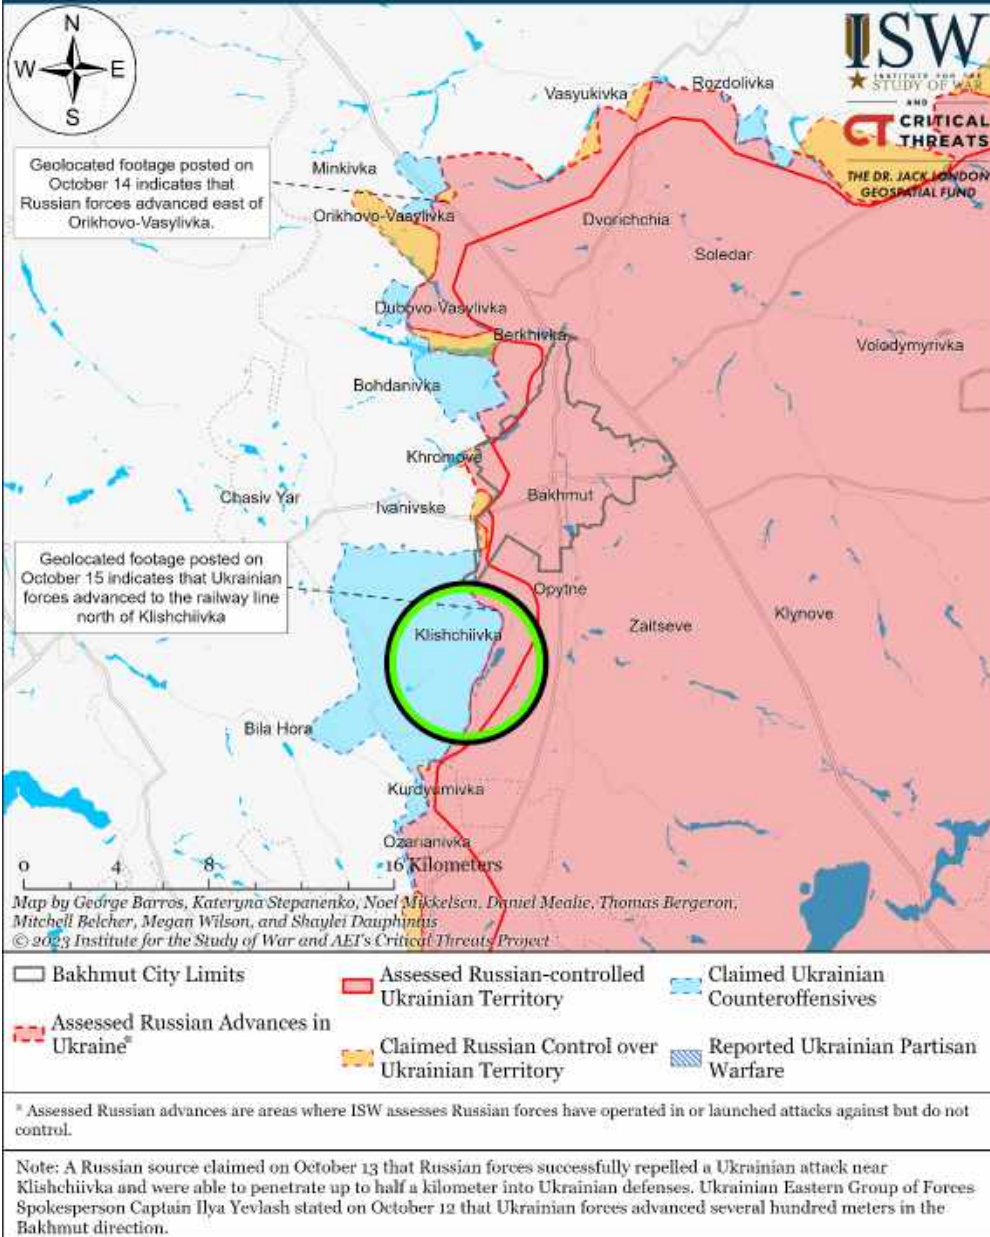 N
W E
S
ISW
INSTITUTE FOR THE
STUDY OF WAR
AND
CT CRITICAL
THREATS
THE DR. JACK LONDON
GEOSPATIAL FUND
Vasyukivka
Rozdolivka
Geolocated footage posted on
October 14 indicates that
Russian forces advanced east of
Orikhovo-Vasylivka.
Minkivka
Orikhovo-Vasylivka
Dvorichchia
Soledar
Dubovo-Vasylivka
Berkhivka
Volodymyrivka
Bohdanivka
Khromove
Chasiv Yar
Ivanivske
Bakhmut
Geolocated footage posted on
October 15 indicates that Ukrainian
forces advanced to the railway line
north of Klishchiivka
Opytne
Klishchiivka
Zaitseve
Klynove
Bila Hora
Kurdyumivka
Ozarianivka
0 4 8 16 Kilometers
Map by George Barros, Kateryna Stepanenko, Noel Mikkelsen, Daniel Mealie, Thomas Bergeron,
Mitchell Belcher, Megan Wilson, and Shaylei Dauphinais
© 2023 Institute for the Study of War and AEI's Critical Threats Project
Bakhmut City Limits
Assessed Russian Advances in
Ukraine*
Assessed Russian-controlled
Ukrainian Territory
Claimed Russian Control over
Ukrainian Territory
Claimed Ukrainian
Counteroffensives
Reported Ukrainian Partisan
Warfare
* Assessed Russian advances are areas where ISW assesses Russian forces have operated in or launched attacks against but do not
control.
Note: A Russian source claimed on October 13 that Russian forces successfully repelled a Ukrainian attack near
Klishchiivka and were able to penetrate up to half a kilometer into Ukrainian defenses. Ukrainian Eastern Group of Forces
Spokesperson Captain Ilya Yevlash stated on October 12 that Ukrainian forces advanced several hundred meters in the
Bakhmut direction.